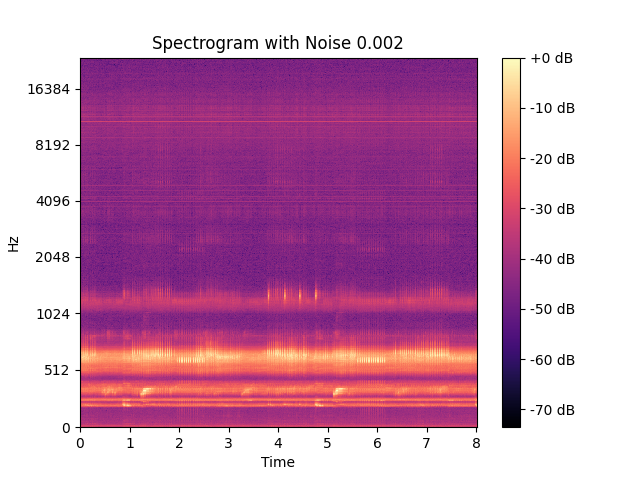 Spectrogram with Noise 0.002
Hz
16384
8192
4096
2048
1024
512
0
0 1 2 3 4 5 6 7 8
Time
+0 dB
-10 dB
-20 dB
-30 dB
-40 dB
-50 dB
-60 dB
-70 dB